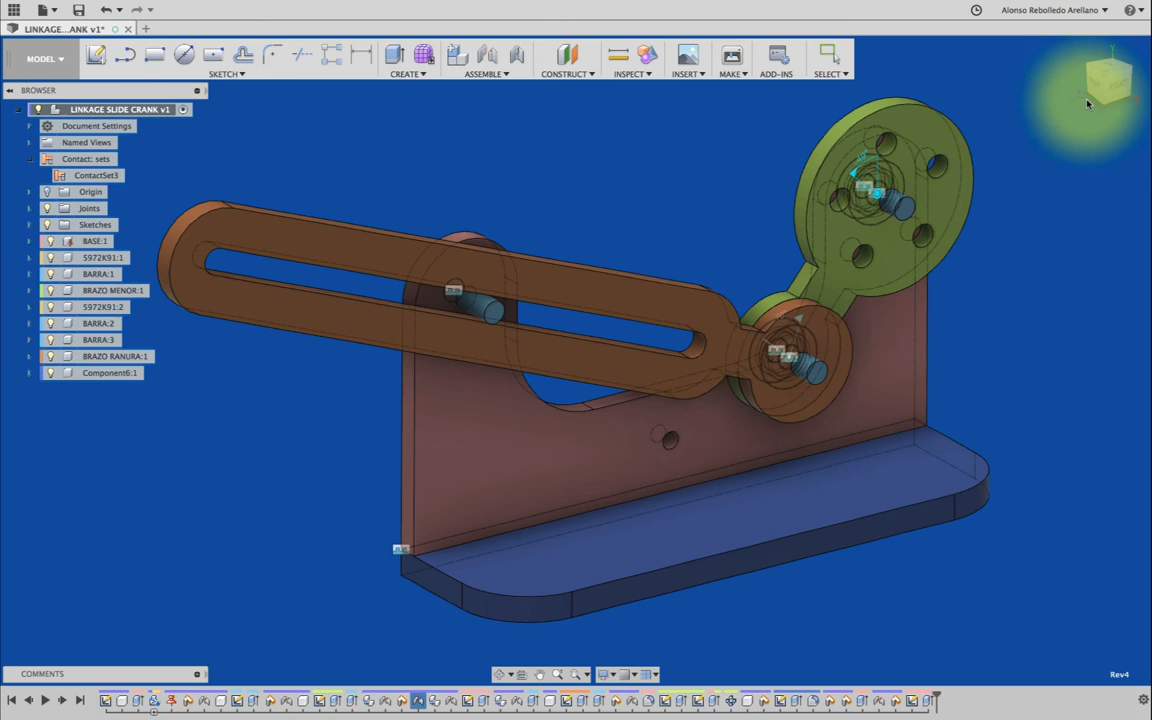 Alonso Rebolledo Arellano
LINKAGE...ANK v1*
MODEL
SKETCH
CREATE
ASSEMBLE
CONSTRUCT
INSPECT
INSERT
MAKE
ADD-INS
SELECT
BROWSER
LINKAGE SLIDE CRANK v1
Document Settings
Named Views
Contact: sets
ContactSet3
Origin
Joints
Sketches
BASE:1
5972K91:1
BARRA:1
BRAZO MENOR:1
5972K91:2
BARRA:2
BARRA:3
BRAZO RANURA:1
Component6:1
COMMENTS
Rev4